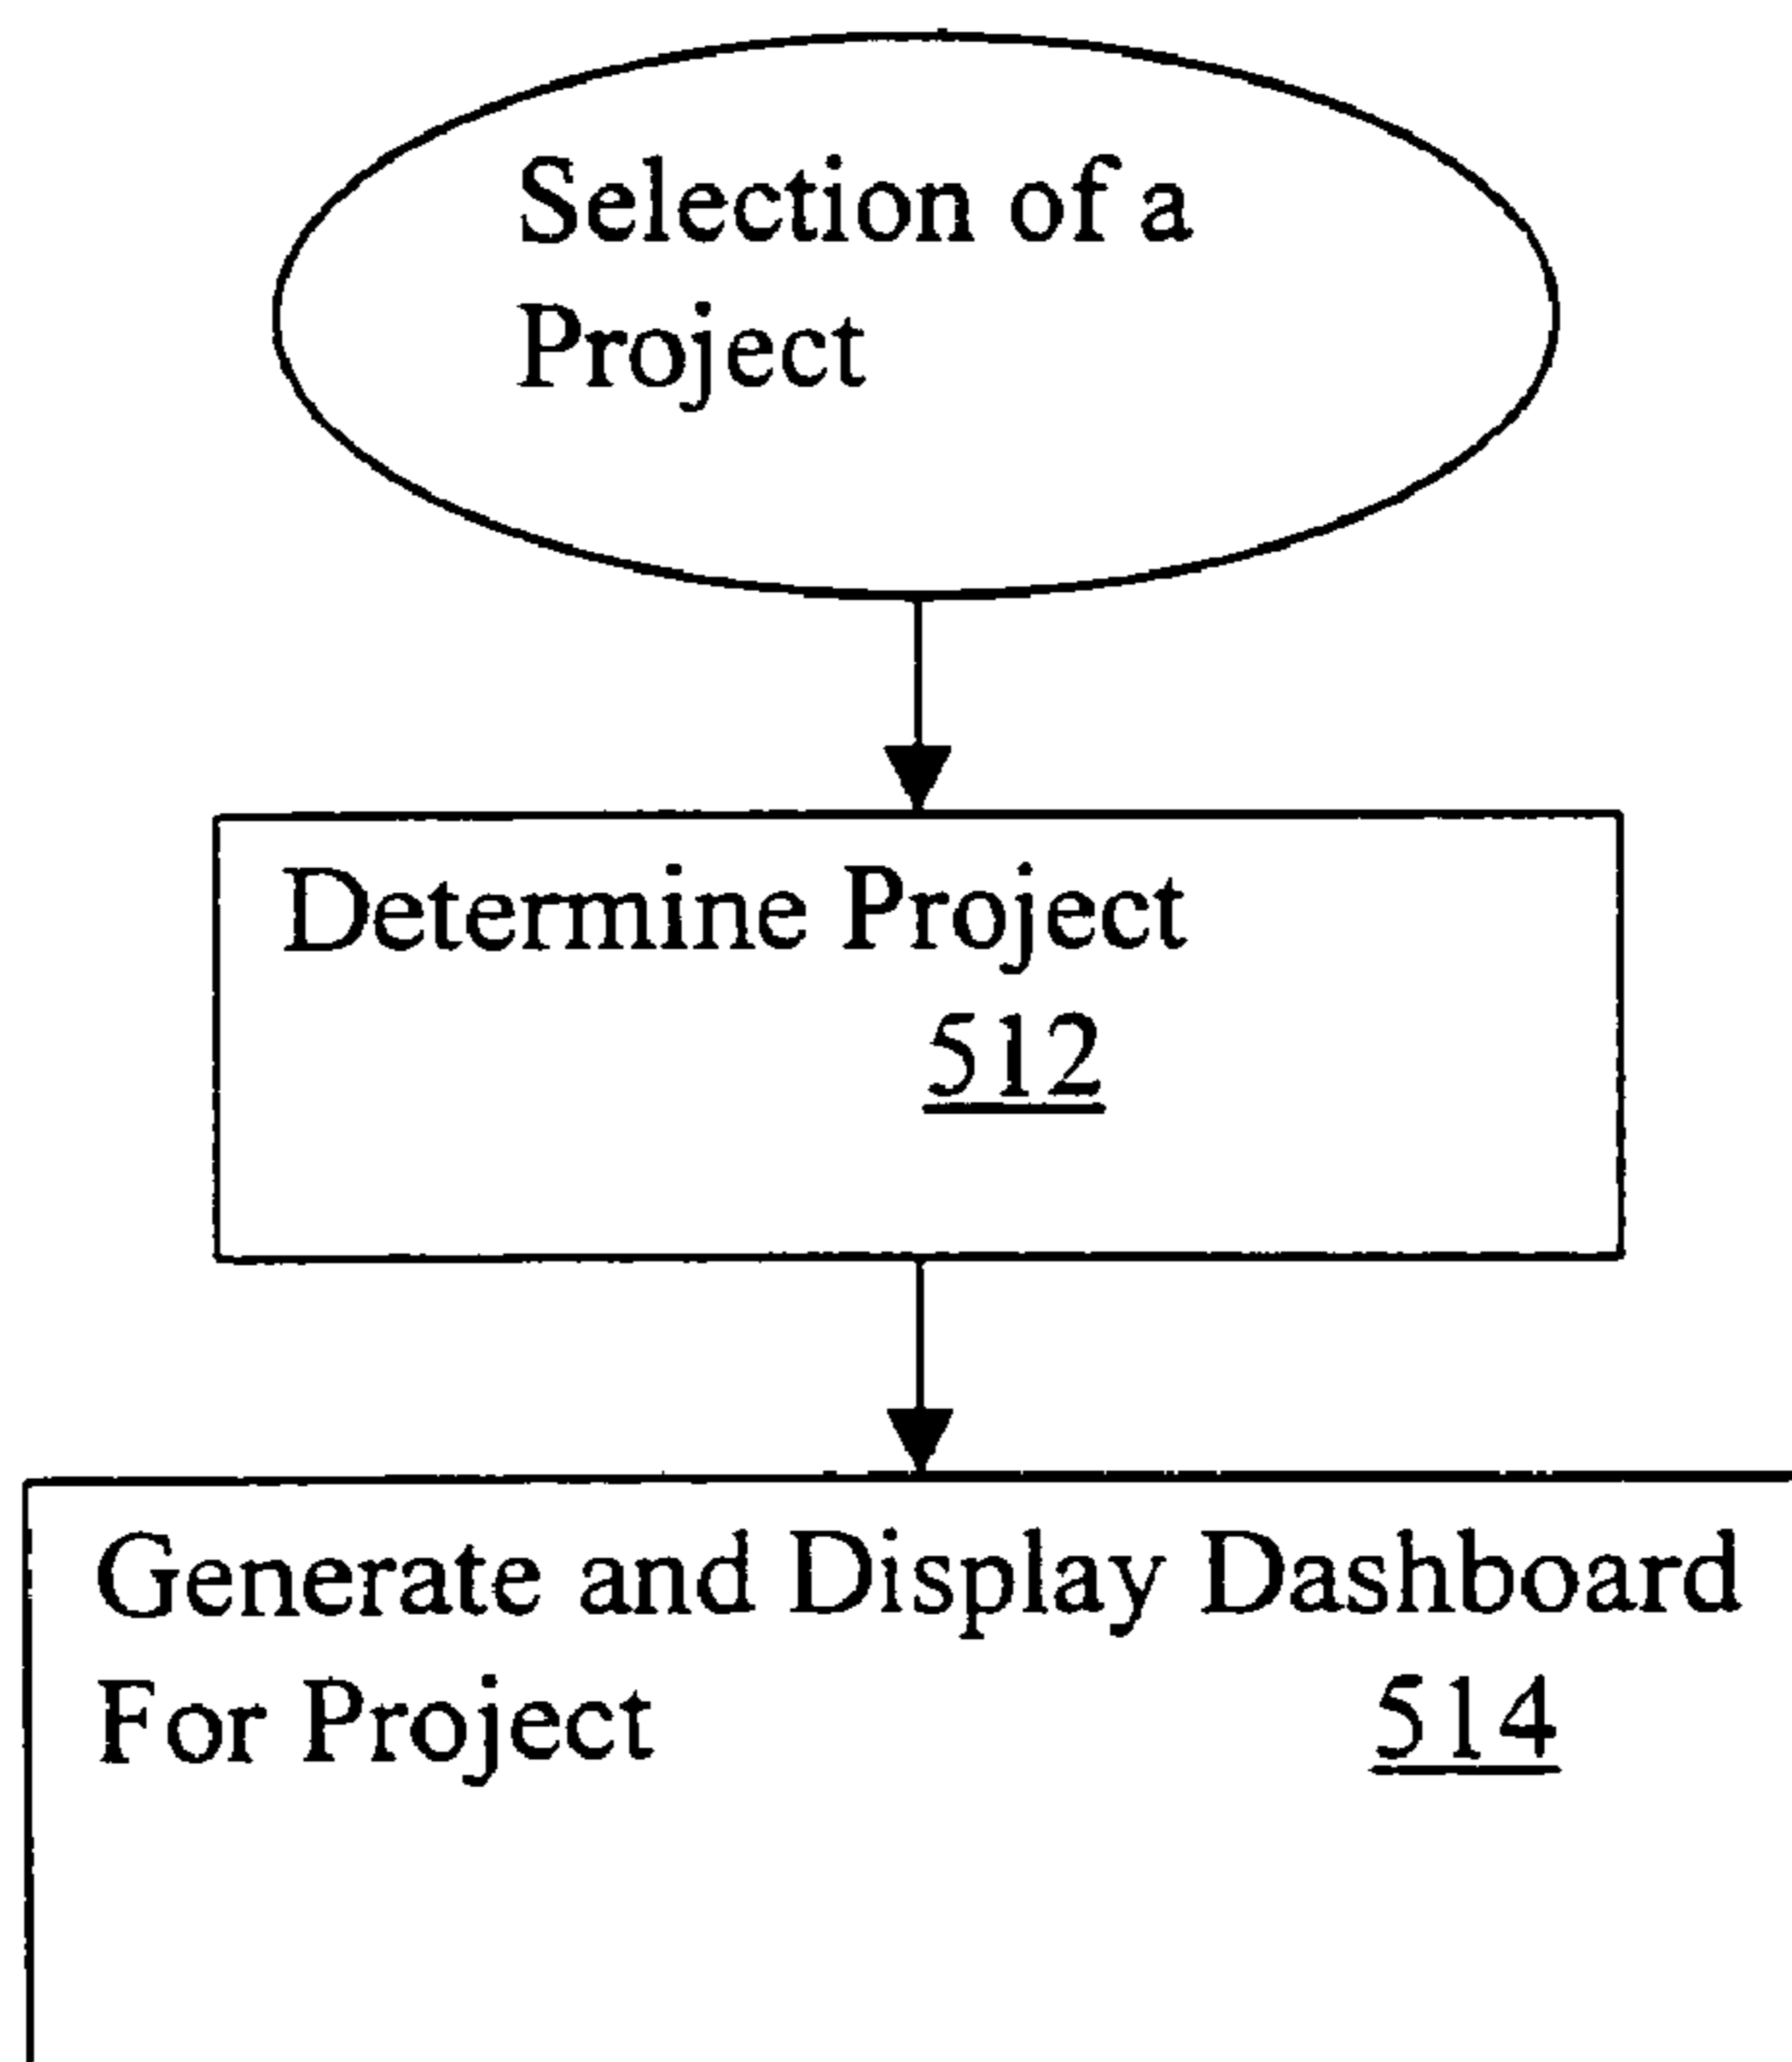 Selection of a
Project
Determine Project
512
Generate and Display Dashboard
For Project 514